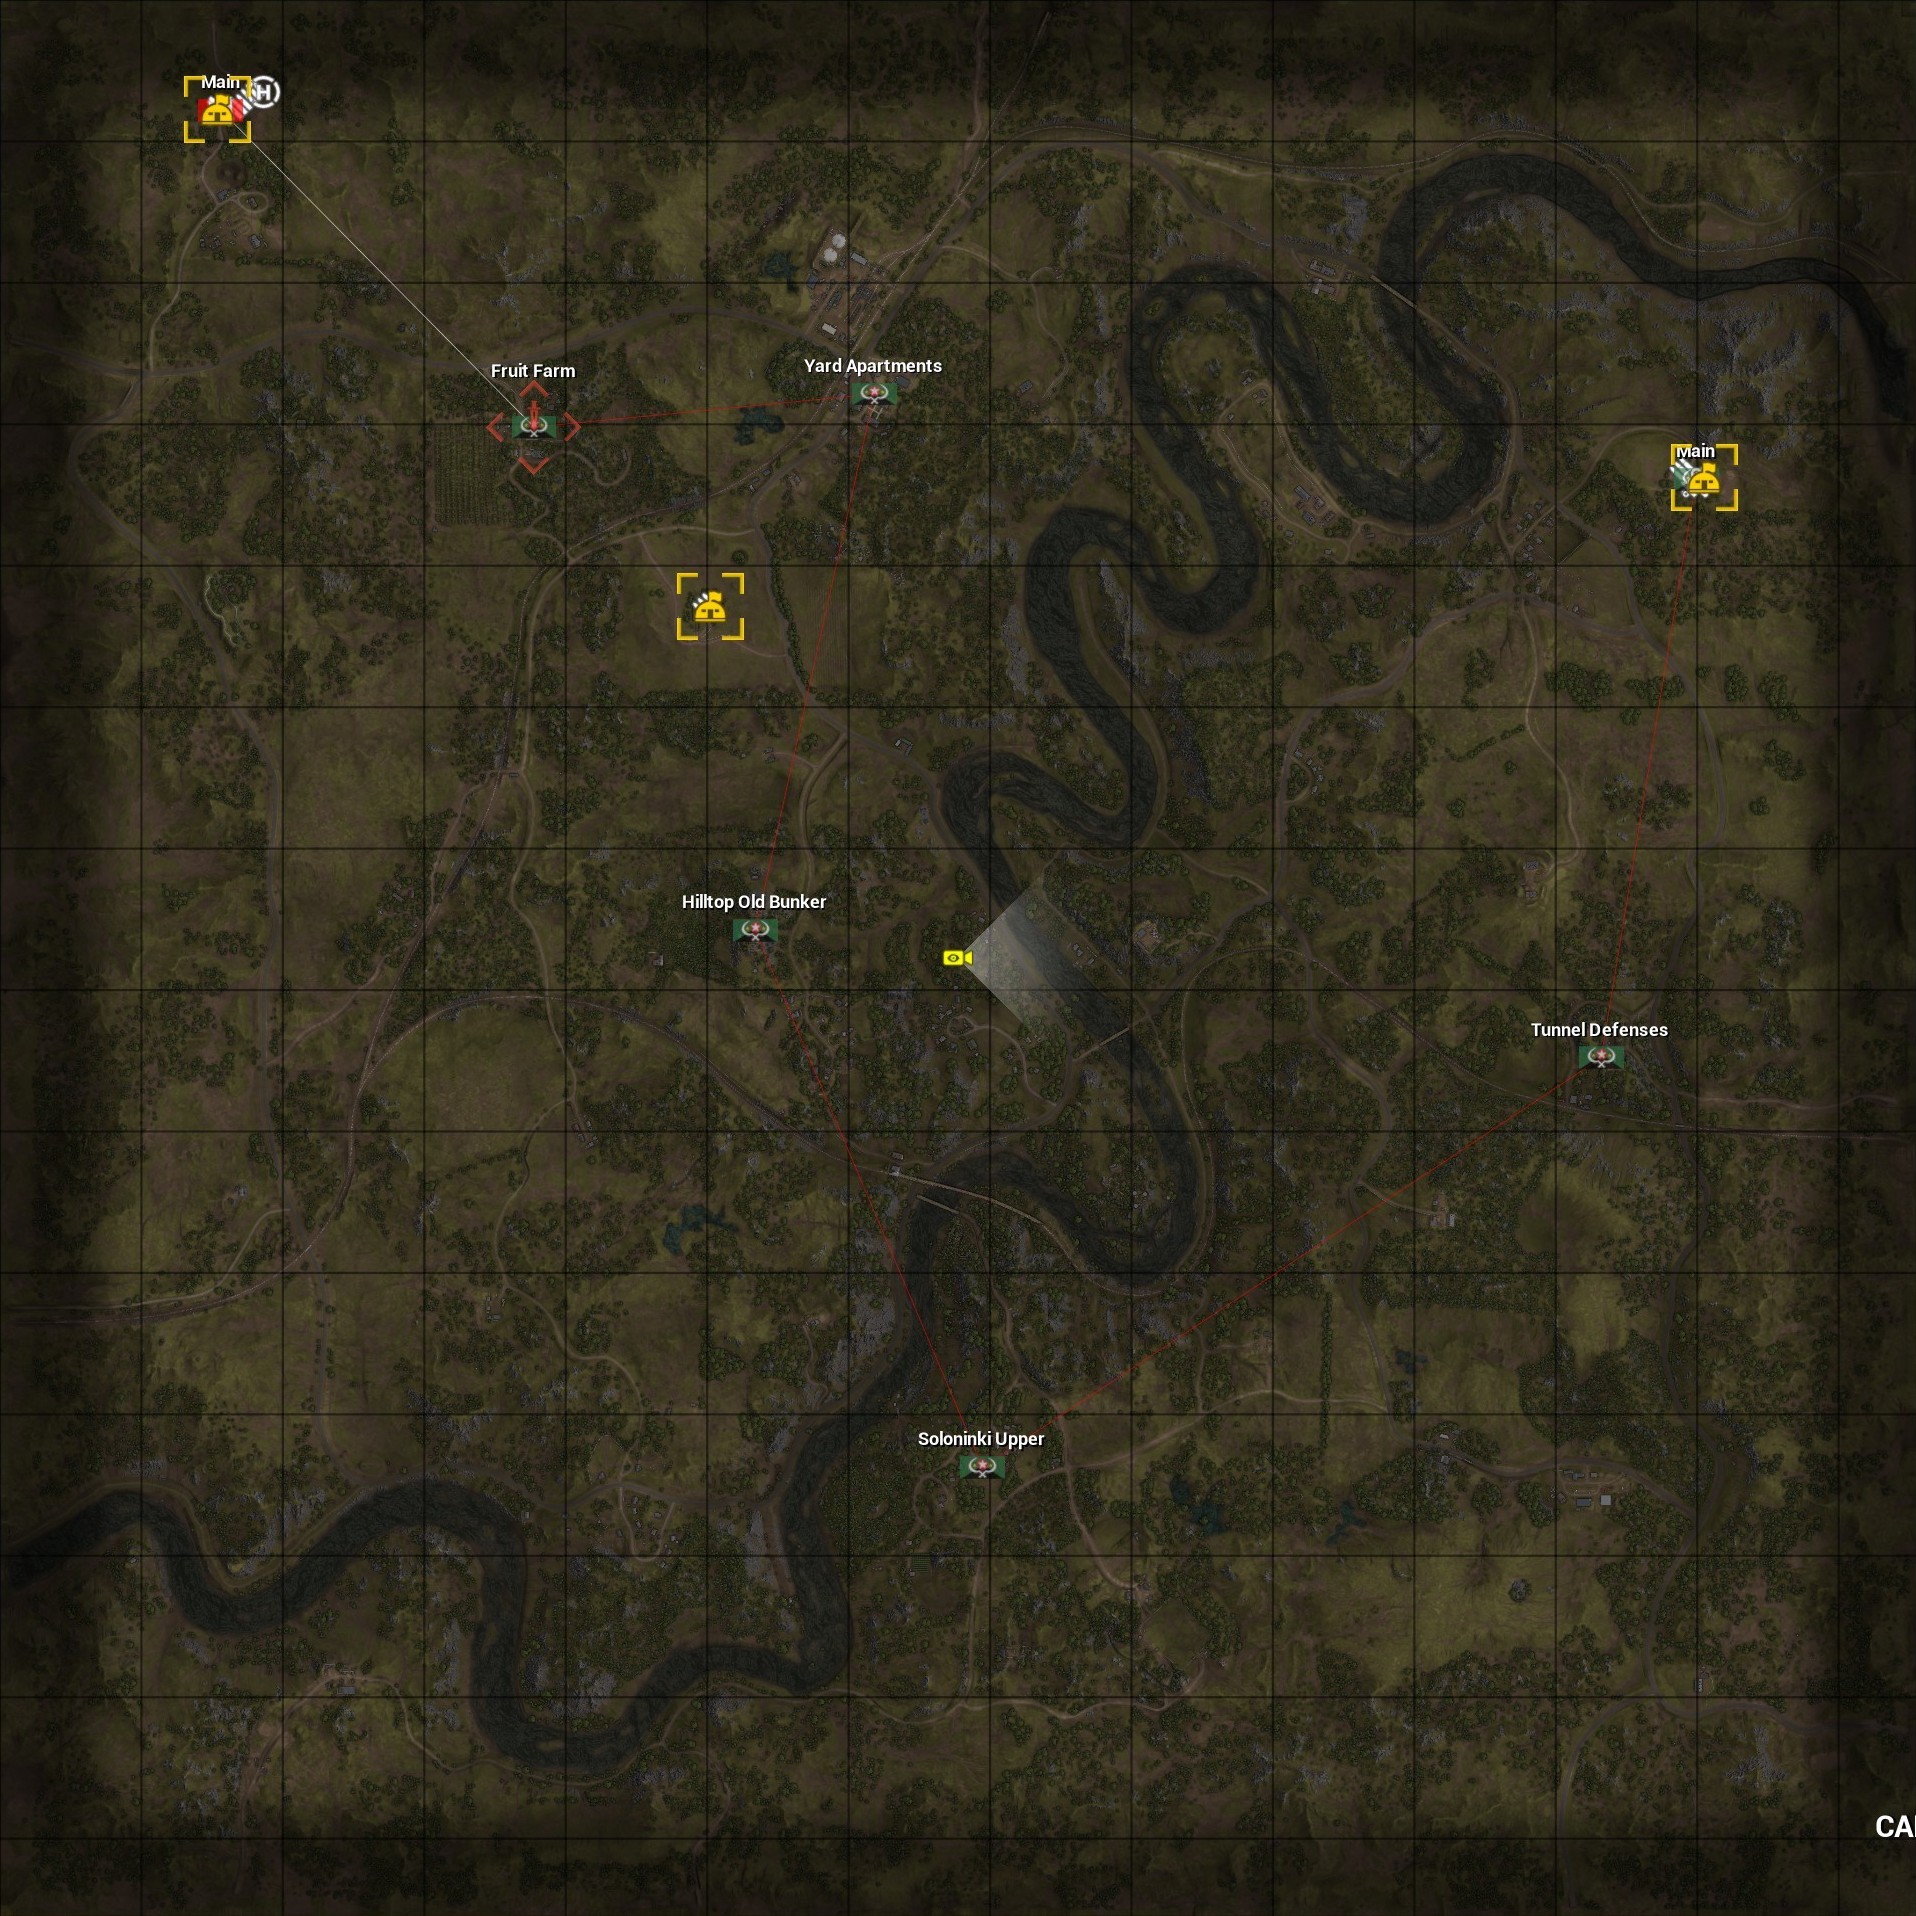 Main
H
Fruit Farm
Yard Apartments
Main
Hilltop Old Bunker
Tunnel Defenses
Soloninki Upper